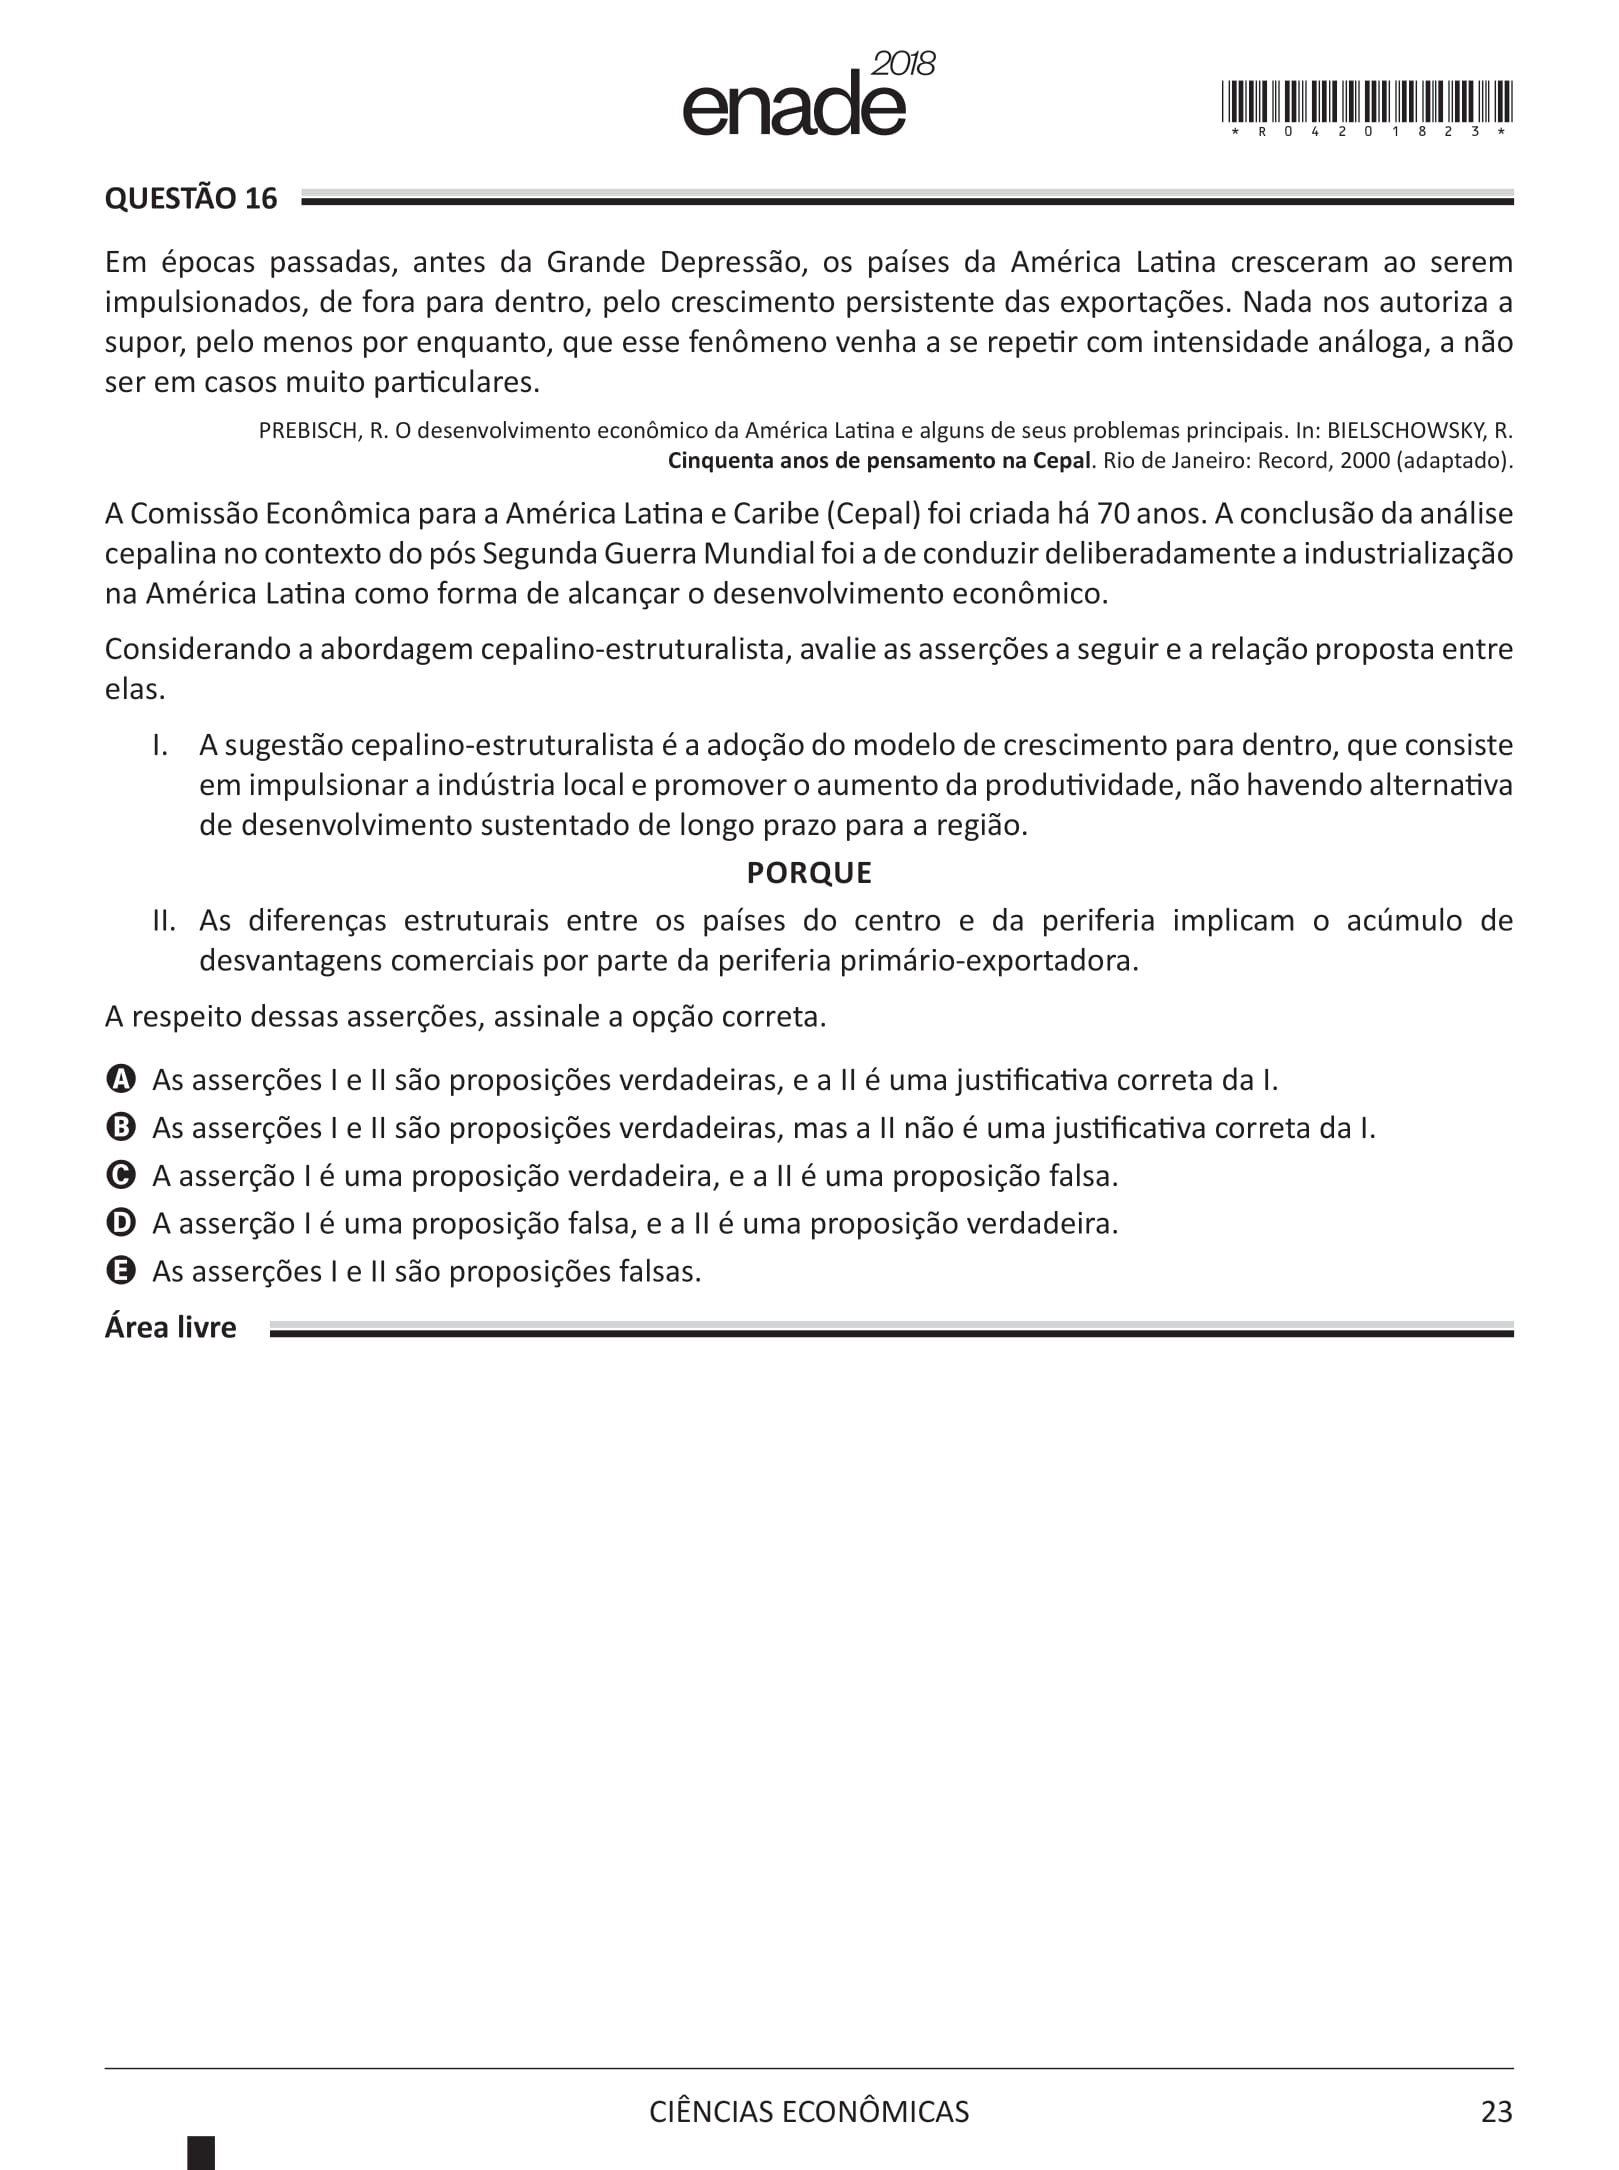 enade 2018
*R04201823*
QUESTÃO 16
Em épocas passadas, antes da Grande Depressão, os países da América Latina cresceram ao serem
impulsionados, de fora para dentro, pelo crescimento persistente das exportações. Nada nos autoriza a
supor, pelo menos por enquanto, que esse fenômeno venha a se repetir com intensidade análoga, a não
ser em casos muito particulares.
PREBISCH, R. O desenvolvimento econômico da América Latina e alguns de seus problemas principais. In: BIELSCHOWSKY, R.
Cinquenta anos de pensamento na Cepal. Rio de Janeiro: Record, 2000 (adaptado).
A Comissão Econômica para a América Latina e Caribe (Cepal) foi criada há 70 anos. A conclusão da análise
cepalina no contexto do pós Segunda Guerra Mundial foi a de conduzir deliberadamente a industrialização
na América Latina como forma de alcançar o desenvolvimento econômico.
Considerando a abordagem cepalino-estruturalista, avalie as asserções a seguir e a relação proposta entre
elas.
I. A sugestão cepalino-estruturalista é a adoção do modelo de crescimento para dentro, que consiste
em impulsionar a indústria local e promover o aumento da produtividade, não havendo alternativa
de desenvolvimento sustentado de longo prazo para a região.
PORQUE
II. As diferenças estruturais entre os países do centro e da periferia implicam o acúmulo de
desvantagens comerciais por parte da periferia primário-exportadora.
A respeito dessas asserções, assinale a opção correta.
A As asserções I e II são proposições verdadeiras, e a II é uma justificativa correta da I.
B As asserções I e II são proposições verdadeiras, mas a II não é uma justificativa correta da I.
C A asserção I é uma proposição verdadeira, e a II é uma proposição falsa.
D A asserção I é uma proposição falsa, e a II é uma proposição verdadeira.
E As asserções I e II são proposições falsas.
Área livre
CIÊNCIAS ECONÔMICAS
23